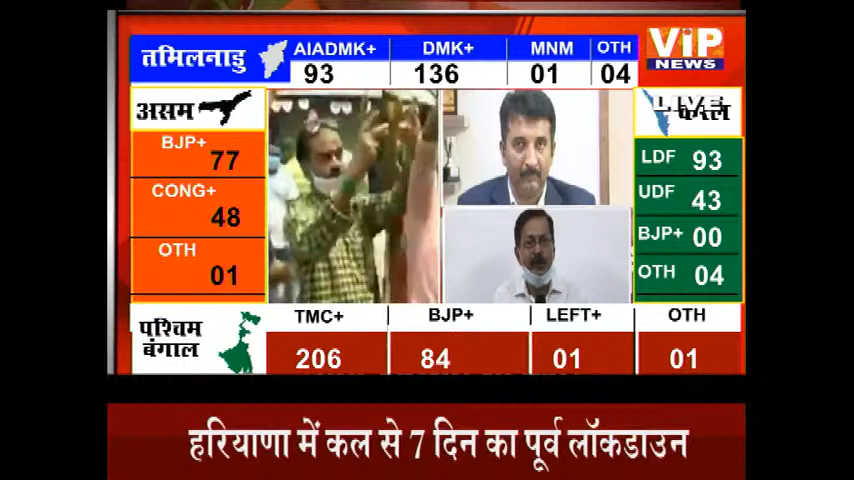 तमिलनाडु
AIADMK+ DMK+ MNM OTH
93 136 01 04
ViP
NEWS
LIVE
असम
BJP+
77
CONG+
48
OTH
01
LDF 93
UDF 43
BJP+ 00
OTH 04
पश्चिम
बंगाल
TMC+ BJP+ LEFT+ OTH
206 84 01 01
हरियाणा में कल से 7 दिन का पूर्व लॉकडाउन